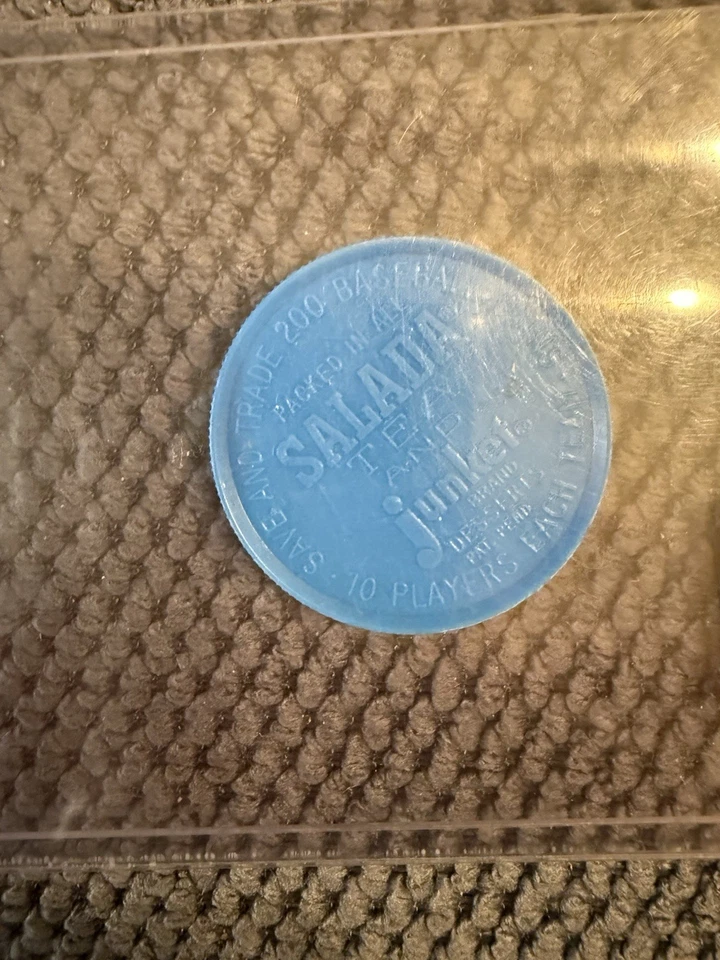 SAVE AND TRADE 200 BASEBALL
10 PLAYERS EACH TEAM
PACKED IN ALL
SALADA
TEA
AND
junket
BRAND
DESSERTS
PAT. PEND.